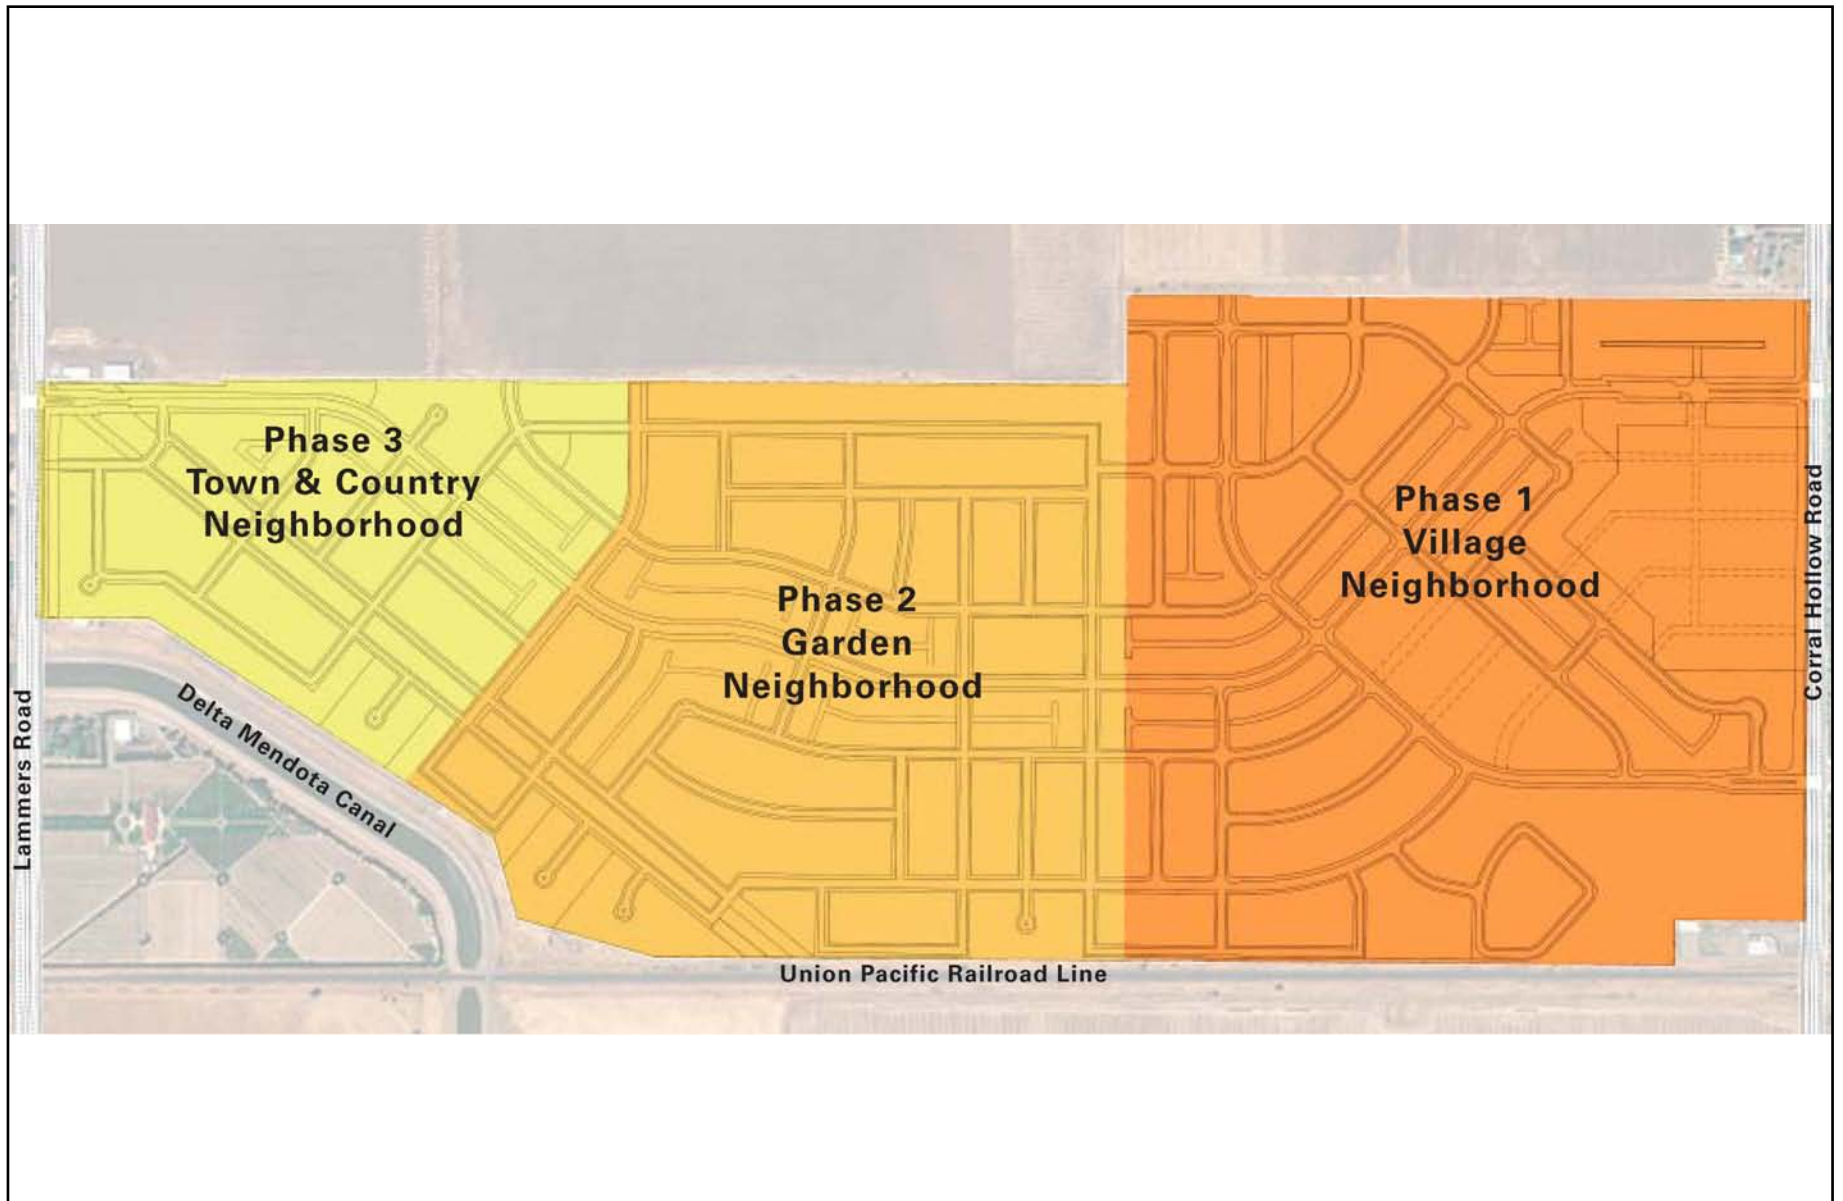 Phase 3
Town & Country
Neighborhood
Phase 2
Garden
Neighborhood
Phase 1
Village
Neighborhood
Lammers Road
Delta Mendota Canal
Union Pacific Railroad Line
Corral Hollow Road